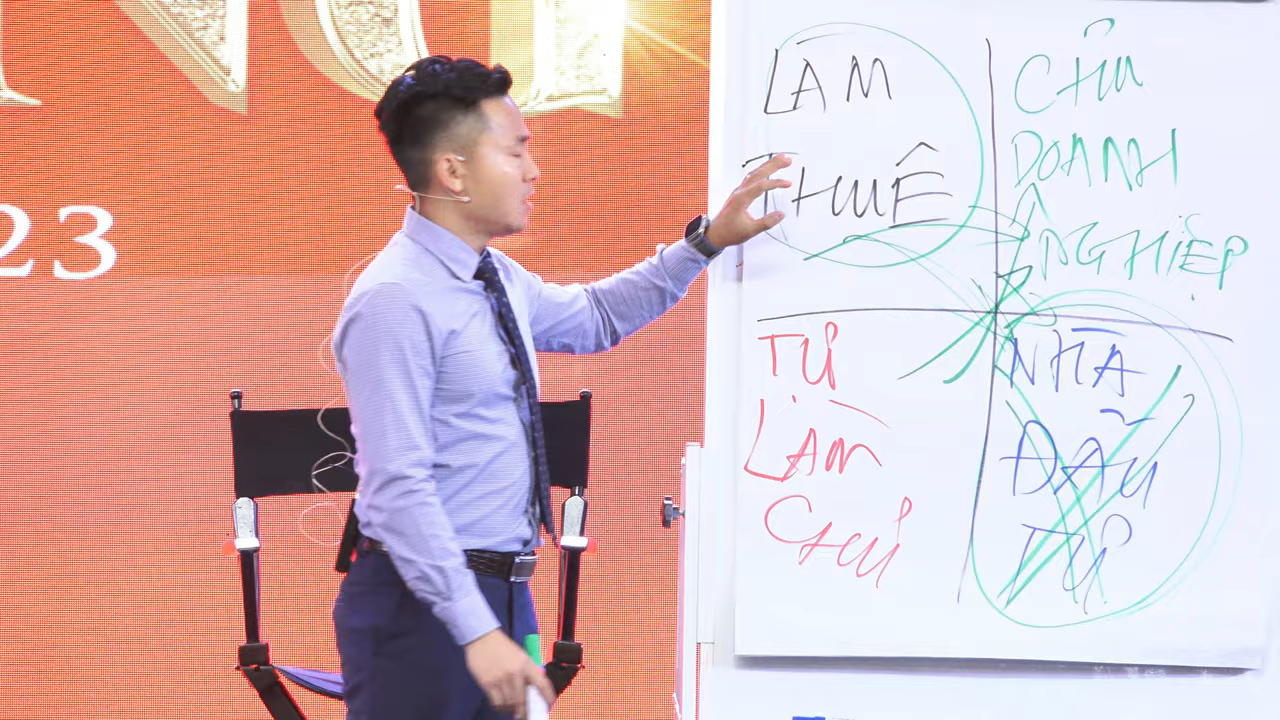 23
LÀM
THUÊ
CHỦ
DOANH
NGHIỆP
TỰ
LÀM
CHỦ
NHÀ
ĐẦU
TƯ